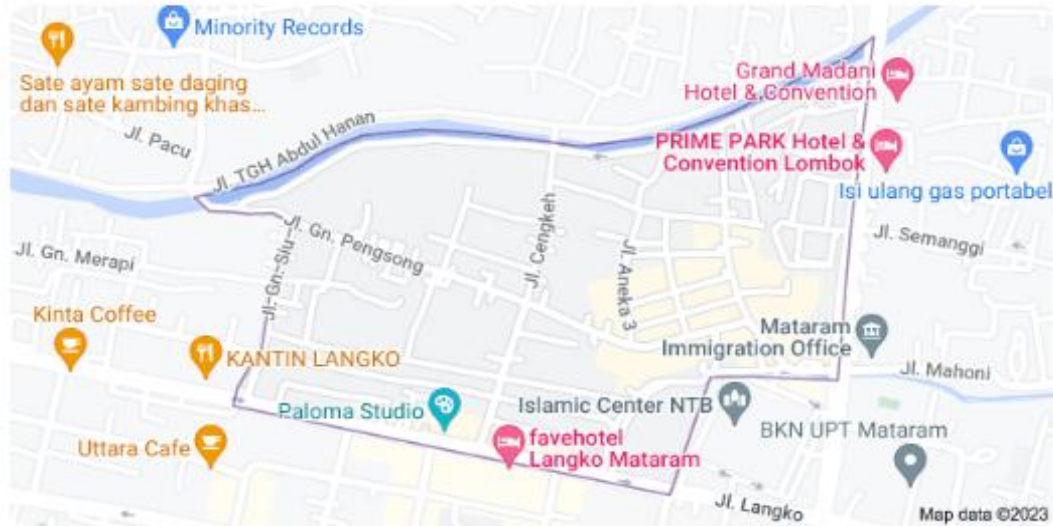 Minority Records
Sate ayam sate daging
dan sate kambing khas...
Jl. Pacu
Jl. TGH Abdul Hanan
Grand Madani
Hotel & Convention
PRIME PARK Hotel &
Convention Lombok
Isi ulang gas portabel
Jl. Semanggi
Jl. Gn. Merapi
Jl. Gn. Pengsong
Jl. Cengkeh
Jl. Aneka 3
Kinta Coffee
KANTIN LANGKO
Mataram
Immigration Office
Jl. Mahoni
Paloma Studio
Islamic Center NTB
BKN UPT Mataram
Uttara Cafe
favehotel
Langko Mataram
Jl. Langko
Map data ©2023